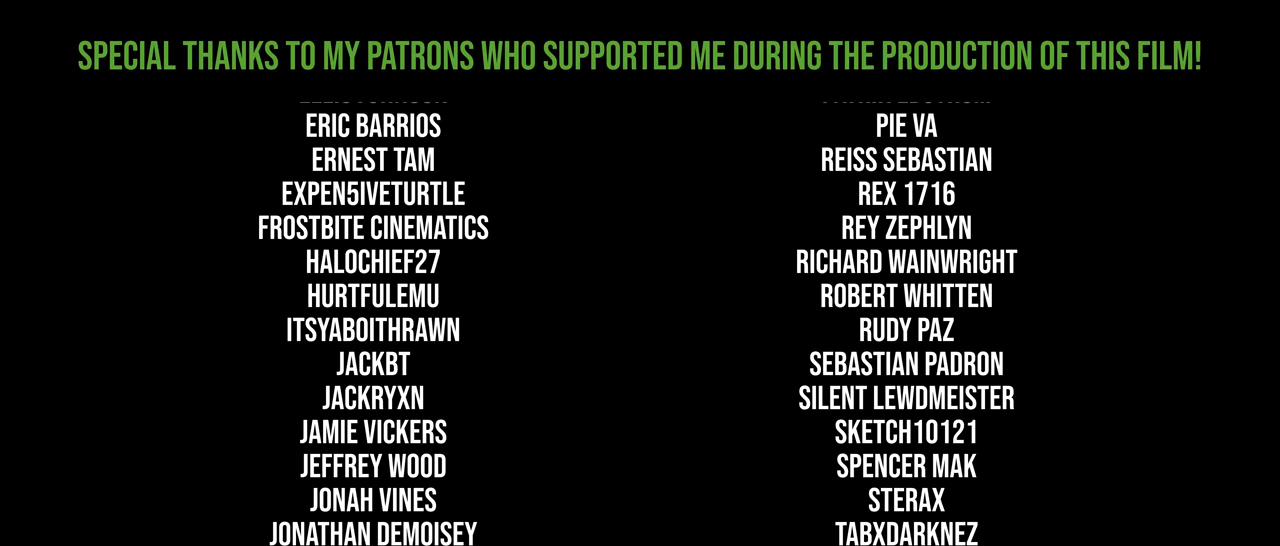 SPECIAL THANKS TO MY PATRONS WHO SUPPORTED ME DURING THE PRODUCTION OF THIS FILM!
ERIC BARRIOS
ERNEST TAM
EXPEN5IVETURTLE
FROSTBITE CINEMATICS
HALOCHIEF27
HURTFULEMU
ITSYABOITHRAWN
JACKBT
JACKRYXN
JAMIE VICKERS
JEFFREY WOOD
JONAH VINES
JONATHAN DEMOISEY
PIE VA
REISS SEBASTIAN
REX 1716
REY ZEPHLYN
RICHARD WAINWRIGHT
ROBERT WHITTEN
RUDY PAZ
SEBASTIAN PADRON
SILENT LEWDMEISTER
SKETCH10121
SPENCER MAK
STERAX
TABXDARKNEZ